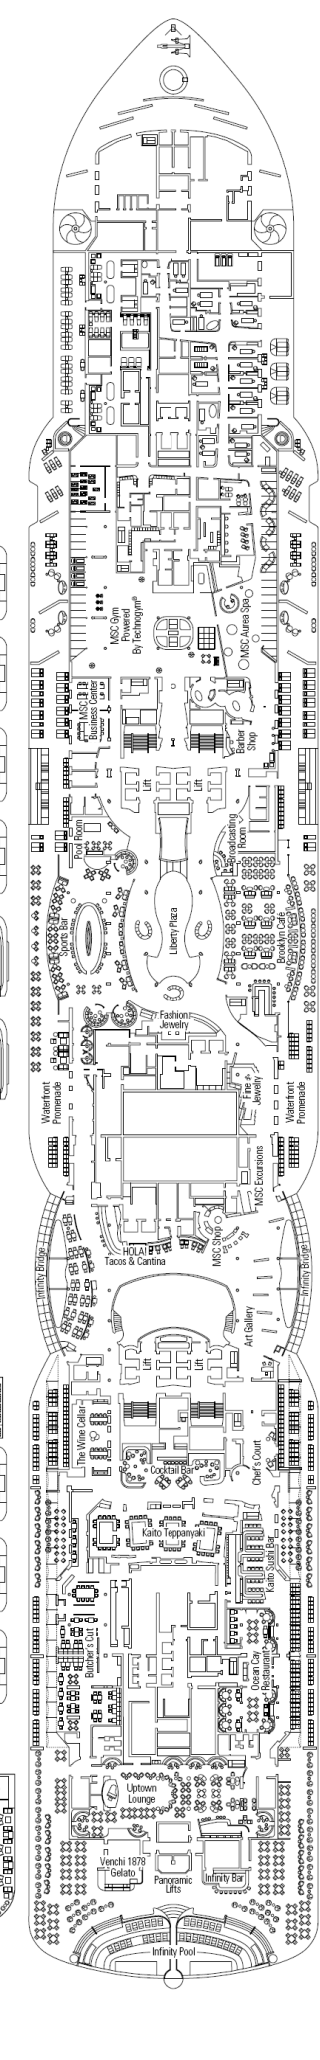 MSC Gym
Powered
By Technogym®
MSC Aurea Spa
MSC
Business Center
Barber
Shop
Lift
Lift
Pool Room
Broadcasting
Room
Sports Bar
Liberty Plaza
Brooklyn Café
Fashion
Jewelry
Waterfront
Promenade
Fine
Jewelry
Waterfront
Promenade
MSC Excursions
MSC Shop
HOLA!
Tacos & Cantina
Infinity Bridge
Infinity Bridge
Art Gallery
Lift
Lift
The Wine Cellar
Cocktail Bar
Chef's Court
Kaito Teppanyaki
Kaito Sushi Bar
Butcher's Cut
Ocean Cay
Restaurant
Uptown
Lounge
Venchi 1878
Gelato
Panoramic
Lifts
Infinity Bar
Infinity Pool